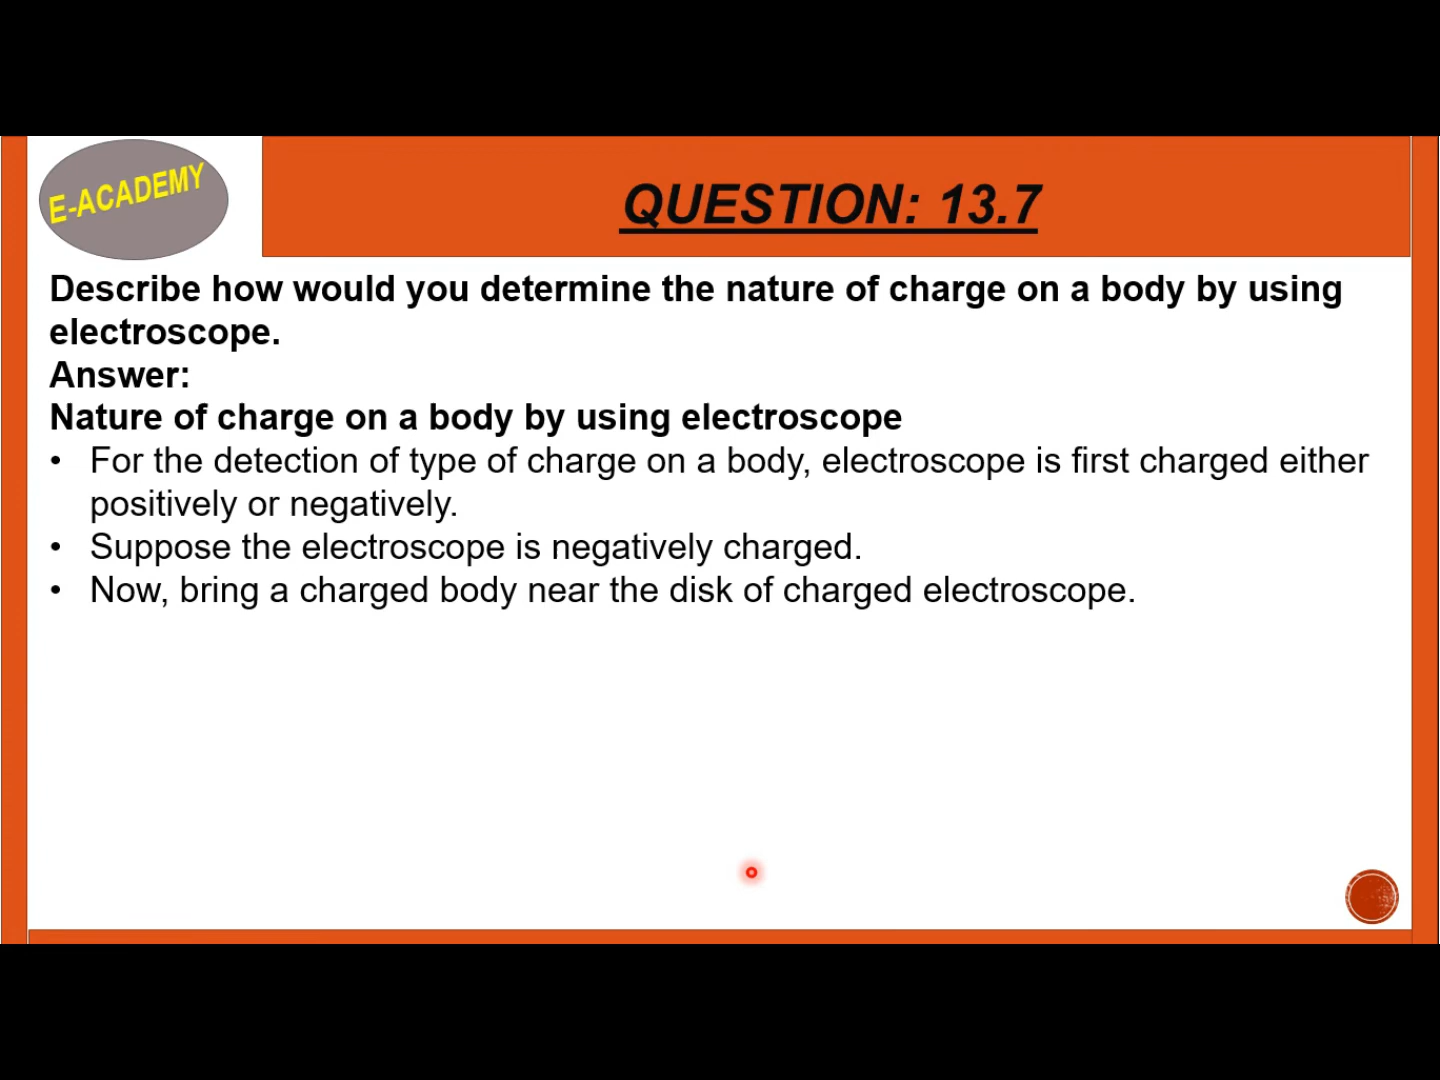 E-ACADEMY
QUESTION: 13.7
Describe how would you determine the nature of charge on a body by using
electroscope.
Answer:
Nature of charge on a body by using electroscope
• For the detection of type of charge on a body, electroscope is first charged either
positively or negatively.
• Suppose the electroscope is negatively charged.
• Now, bring a charged body near the disk of charged electroscope.